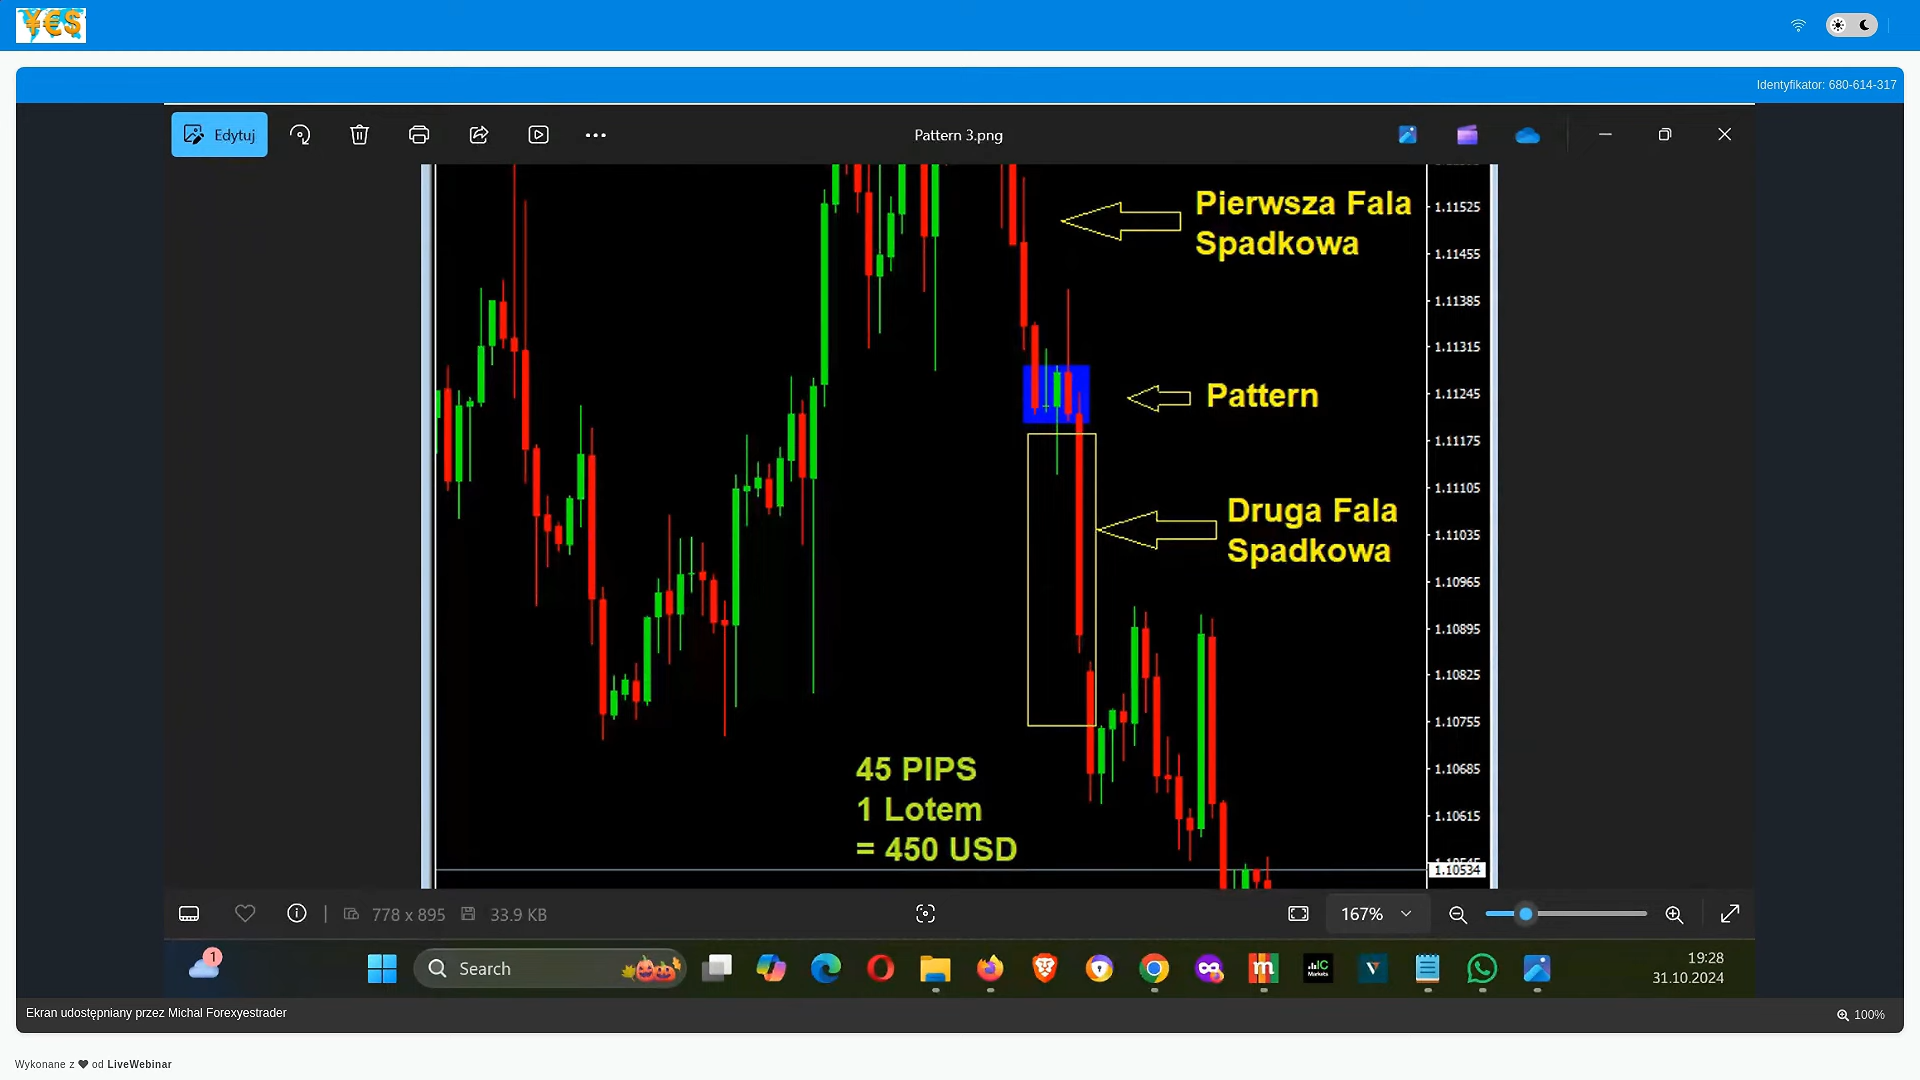 ¥€$
Identyfikator: 680-614-317
Edytuj
Pattern 3.png
Pierwsza Fala
Spadkowa
Pattern
Druga Fala
Spadkowa
45 PIPS
1 Lotem
= 450 USD
1.11525
1.11455
1.11385
1.11315
1.11245
1.11175
1.11105
1.11035
1.10965
1.10895
1.10825
1.10755
1.10685
1.10615
1.10534
778 x 895
33.9 KB
167%
1
Search
m
IC
Markets
V
19:28
31.10.2024
Ekran udostępniany przez Michal Forexyestrader
100%
Wykonane z ❤ od LiveWebinar